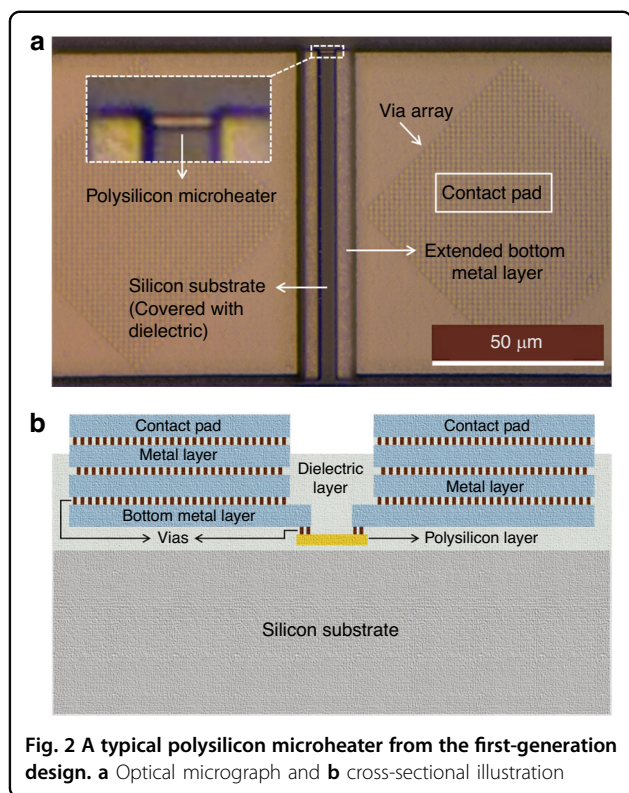 a
Via array
Contact pad
Polysilicon microheater
Extended bottom
metal layer
Silicon substrate
(Covered with
dielectric)
50 μm
b
Contact pad
Contact pad
Metal layer
Dielectric
layer
Metal layer
Bottom metal layer
Vias
Polysilicon layer
Silicon substrate
Fig. 2 A typical polysilicon microheater from the first-generation
design. a Optical micrograph and b cross-sectional illustration